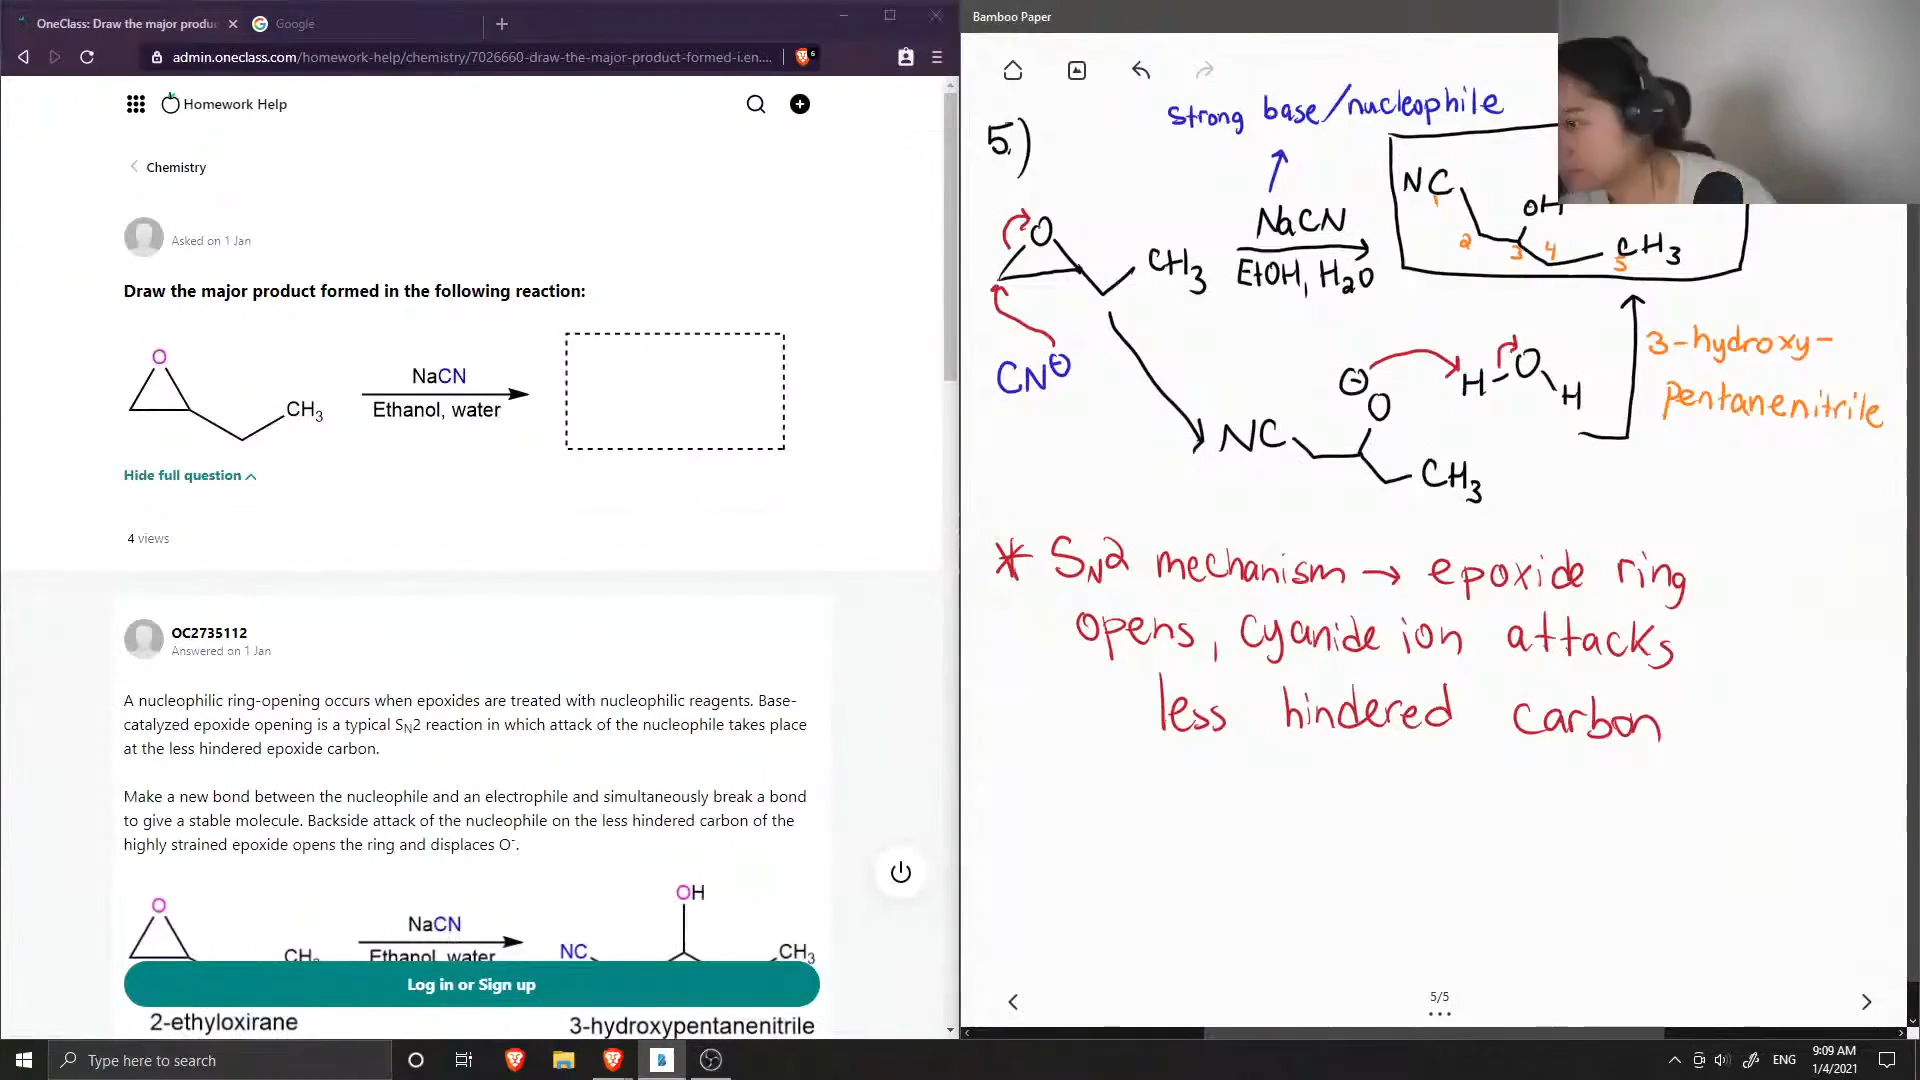 OneClass: Draw the major produ
Google
admin.oneclass.com/homework-help/chemistry/7026660-draw-the-major-product-formed-i.en....
6
Homework Help
Chemistry
Asked on 1 Jan
Draw the major product formed in the following reaction:
O
CH3
NaCN
Ethanol, water
Hide full question
4 views
OC2735112
Answered on 1 Jan
A nucleophilic ring-opening occurs when epoxides are treated with nucleophilic reagents. Base-
catalyzed epoxide opening is a typical SN2 reaction in which attack of the nucleophile takes place
at the less hindered epoxide carbon.
Make a new bond between the nucleophile and an electrophile and simultaneously break a bond
to give a stable molecule. Backside attack of the nucleophile on the less hindered carbon of the
highly strained epoxide opens the ring and displaces O-.
O
CH3
NaCN
Ethanol, water
OH
NC
CH3
Log in or Sign up
2-ethyloxirane
3-hydroxypentanenitrile
Bamboo Paper
strong base/nucleophile
5.)
O
CH3
NaCN
EtOH, H2O
NC
OH
CH3
1
2
3
4
5
CN⊖
⊖
O
H-O
H
NC
CH3
3-hydroxy-
pentanenitrile
* SN2 mechanism → epoxide ring
opens, cyanide ion attacks
less hindered carbon
5/5
Type here to search
ENG
9:09 AM
1/4/2021